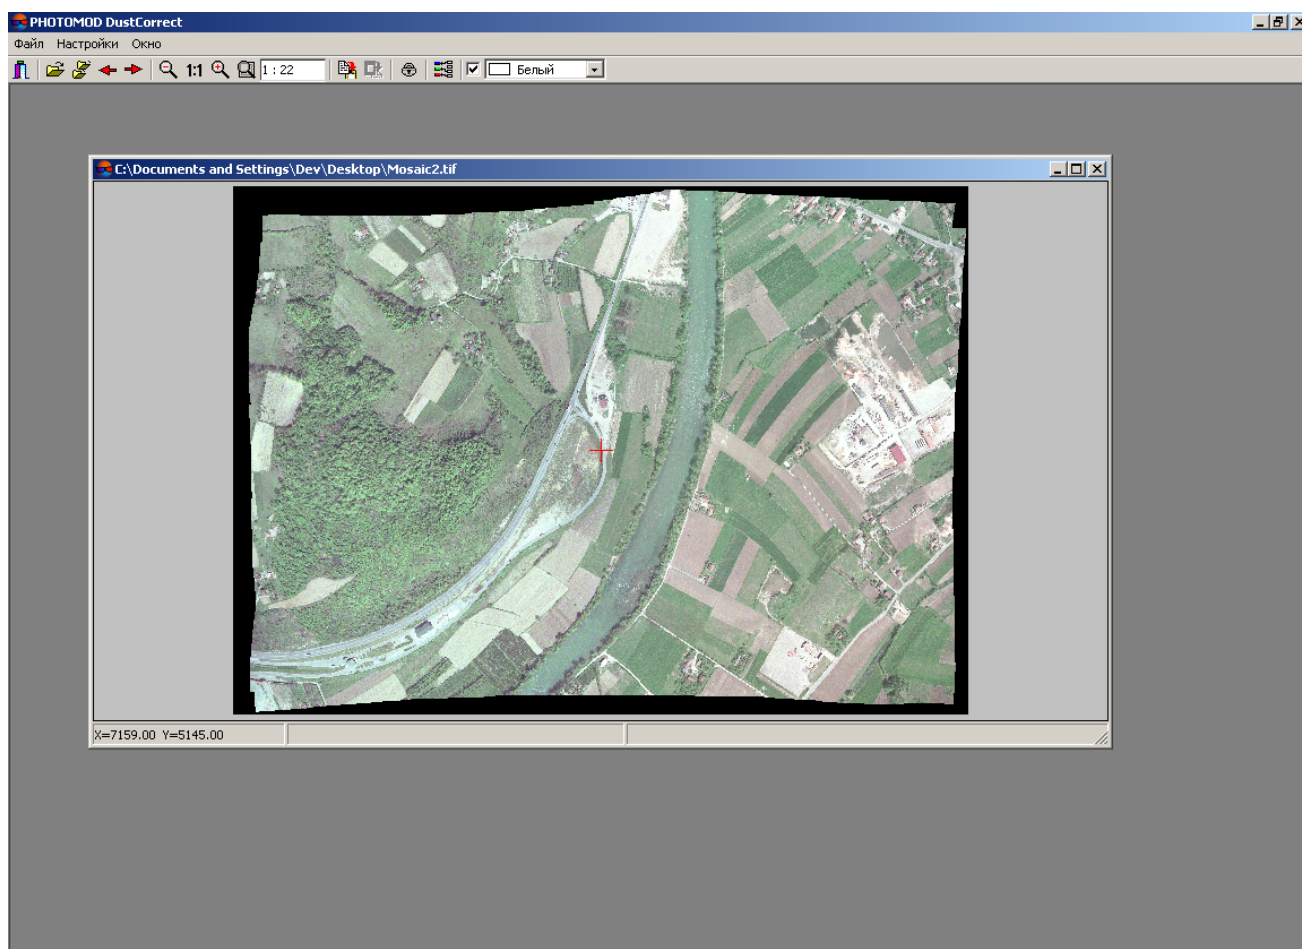 PHOTOMOD DustCorrect
Файл Настройки Окно
1:1 1 : 22 Белый
C:\Documents and Settings\Dev\Desktop\Mosaic2.tif
X=7159.00 Y=5145.00